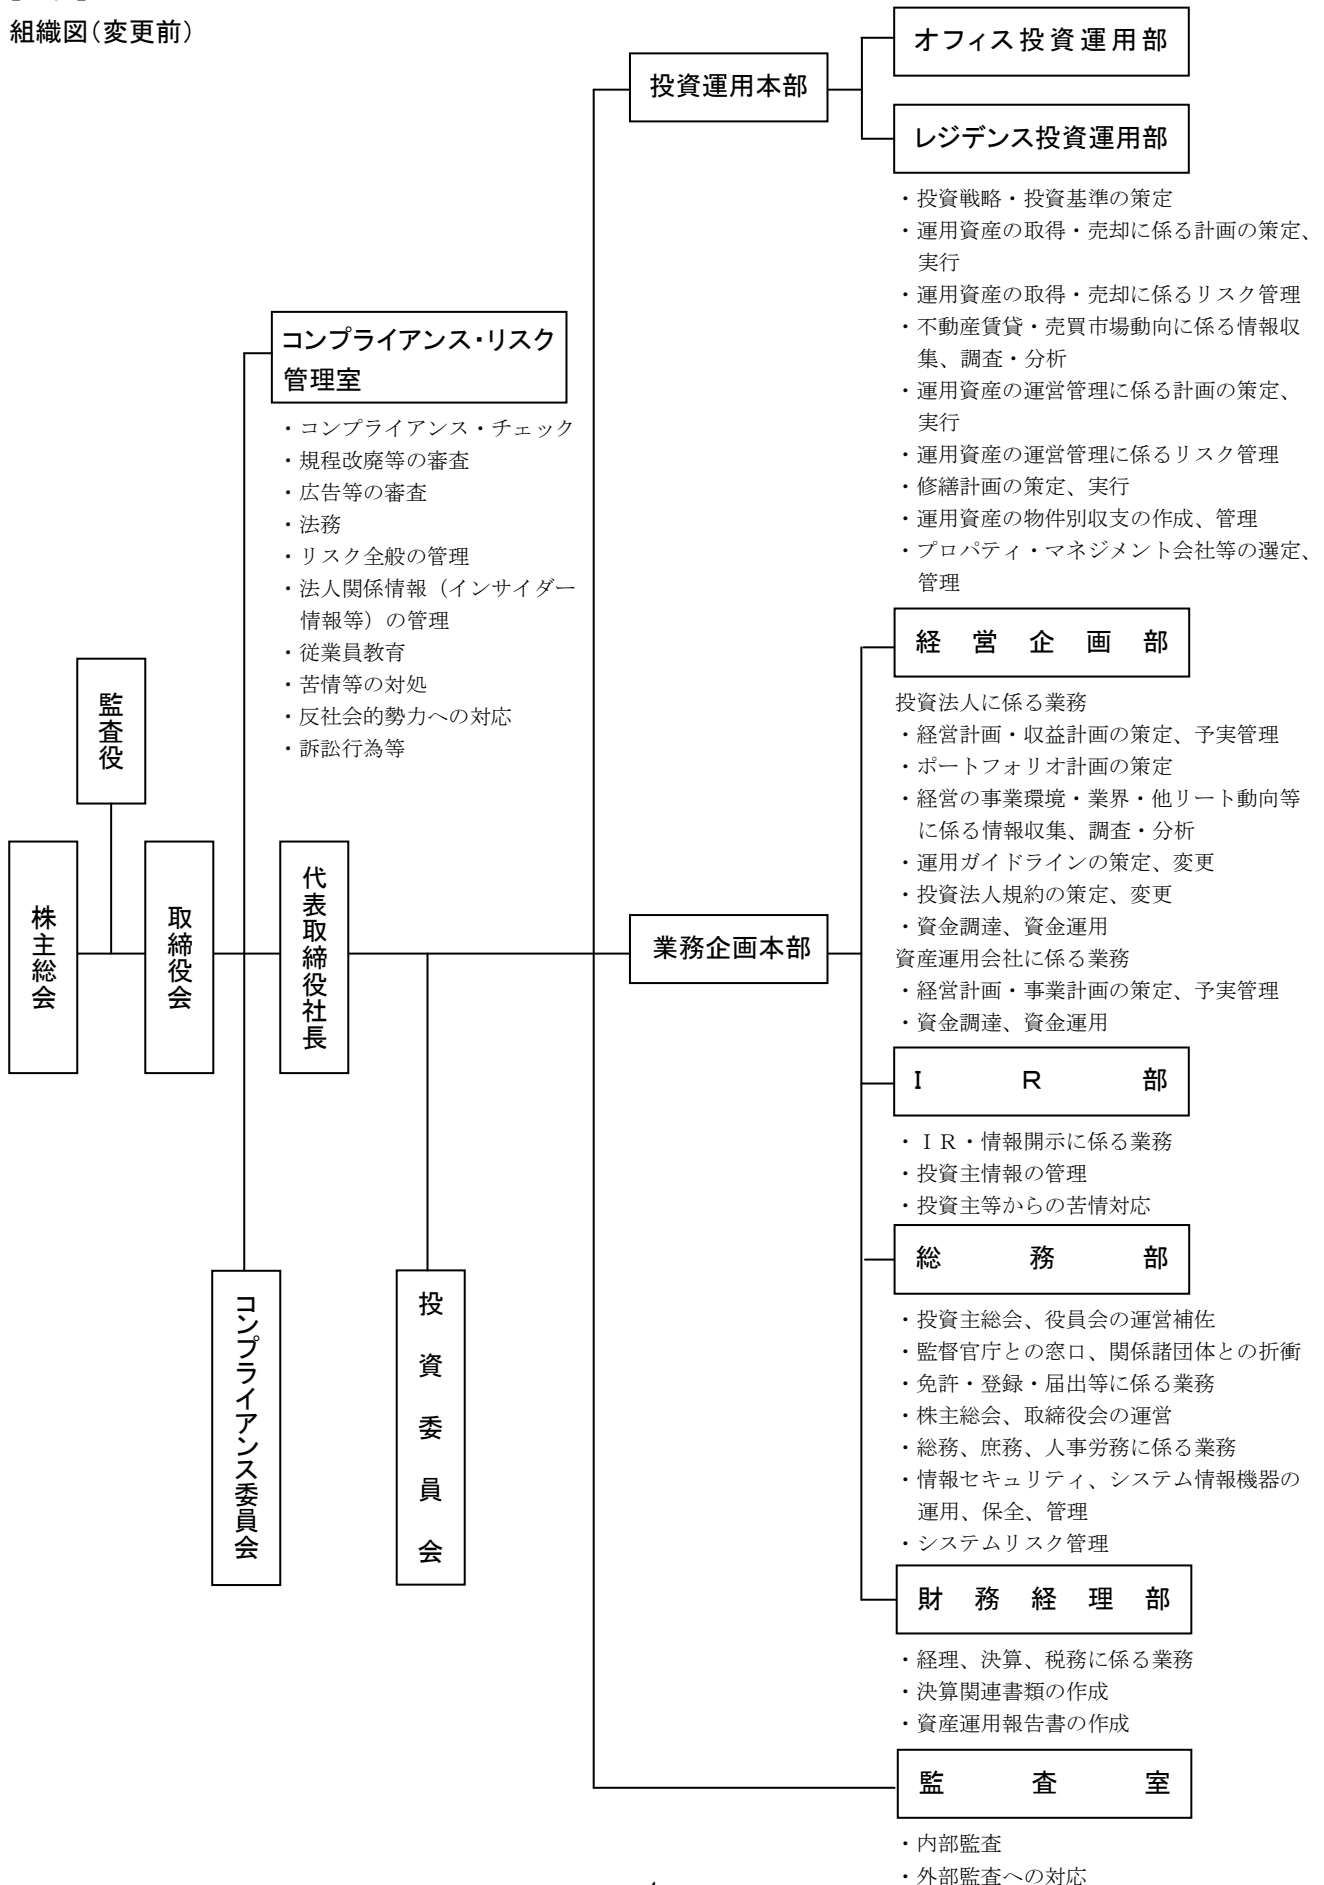 組織図（変更前）
オフィス投資運用部
投資運用本部
レジデンス投資運用部
・投資戦略・投資基準の策定
・運用資産の取得・売却に係る計画の策定、
実行
・運用資産の取得・売却に係るリスク管理
・不動産賃貸・売買市場動向に係る情報収
集、調査・分析
・運用資産の運営管理に係る計画の策定、
実行
・運用資産の運営管理に係るリスク管理
・修繕計画の策定、実行
・運用資産の物件別収支の作成、管理
・プロパティ・マネジメント会社等の選定、
管理
コンプライアンス・リスク
管理室
・コンプライアンス・チェック
・規程改廃等の審査
・広告等の審査
・法務
・リスク全般の管理
・法人関係情報（インサイダー
情報等）の管理
・従業員教育
・苦情等の対処
・反社会的勢力への対応
・訴訟行為等
監査役
株主総会
取締役会
代表取締役社長
コンプライアンス委員会
投資委員会
業務企画本部
経営企画部
投資法人に係る業務
・経営計画・収益計画の策定、予実管理
・ポートフォリオ計画の策定
・経営の事業環境・業界・他リート動向等
に係る情報収集、調査・分析
・運用ガイドラインの策定、変更
・投資法人規約の策定、変更
・資金調達、資金運用
資産運用会社に係る業務
・経営計画・事業計画の策定、予実管理
・資金調達、資金運用
ＩＲ部
・ＩＲ・情報開示に係る業務
・投資主情報の管理
・投資主等からの苦情対応
総務部
・投資主総会、役員会の運営補佐
・監督官庁との窓口、関係諸団体との折衝
・免許・登録・届出等に係る業務
・株主総会、取締役会の運営
・総務、庶務、人事労務に係る業務
・情報セキュリティ、システム情報機器の
運用、保全、管理
・システムリスク管理
財務経理部
・経理、決算、税務に係る業務
・決算関連書類の作成
・資産運用報告書の作成
監査室
・内部監査
・外部監査への対応